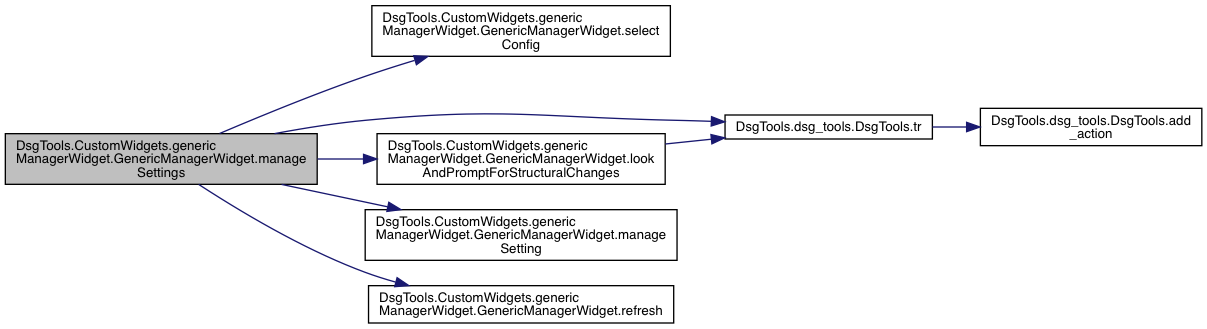 DsgTools.CustomWidgets.generic
ManagerWidget.GenericManagerWidget.manage
Settings
DsgTools.CustomWidgets.generic
ManagerWidget.GenericManagerWidget.select
Config
DsgTools.CustomWidgets.generic
ManagerWidget.GenericManagerWidget.look
AndPromptForStructuralChanges
DsgTools.CustomWidgets.generic
ManagerWidget.GenericManagerWidget.manage
Setting
DsgTools.CustomWidgets.generic
ManagerWidget.GenericManagerWidget.refresh
DsgTools.dsg_tools.DsgTools.tr
DsgTools.dsg_tools.DsgTools.add
_action